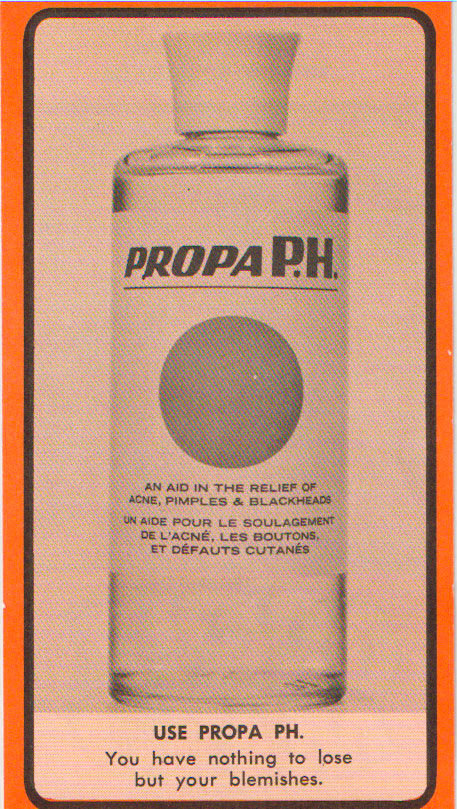 PROPA P.H.
AN AID IN THE RELIEF OF
ACNE, PIMPLES & BLACKHEADS
UN AIDE POUR LE SOULAGEMENT
DE L'ACNÉ, LES BOUTONS,
ET DÉFAUTS CUTANÉS
USE PROPA PH.
You have nothing to lose
but your blemishes.